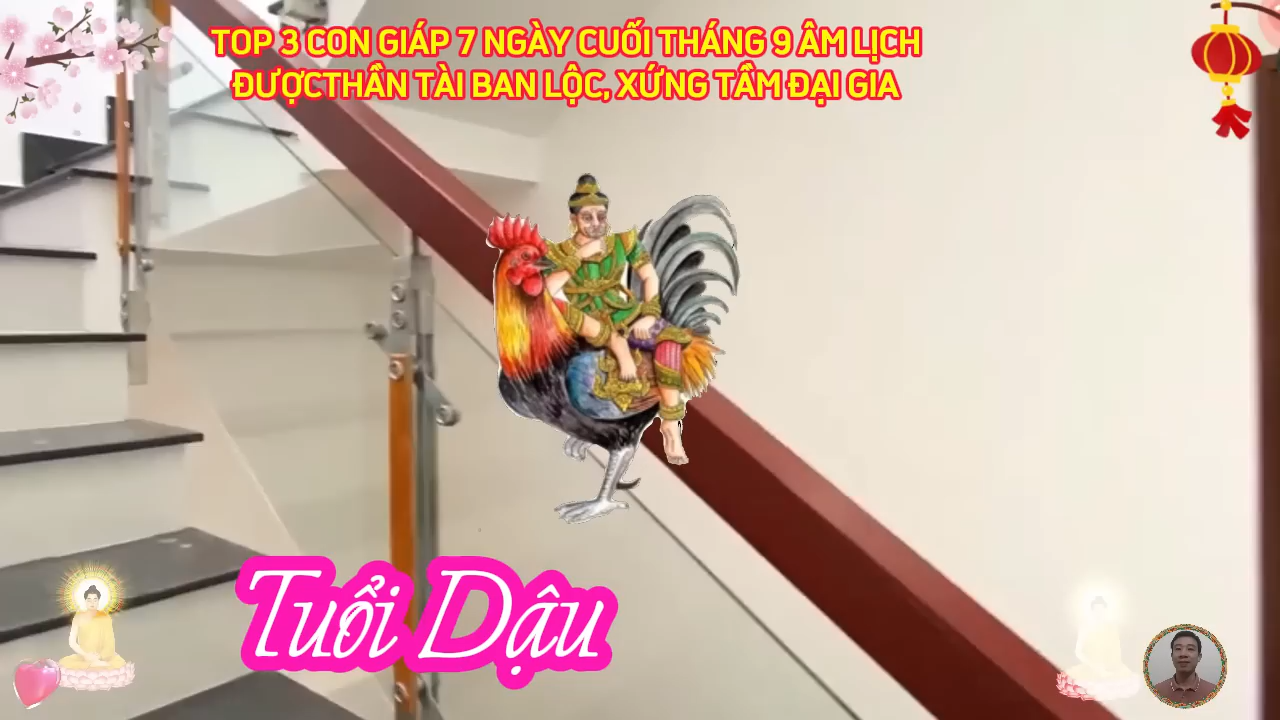 TOP 3 CON GIÁP 7 NGÀY CUỐI THÁNG 9 ÂM LỊCH
ĐƯỢCTHẦN TÀI BAN LỘC, XỨNG TẦM ĐẠI GIA
Tuổi Dậu